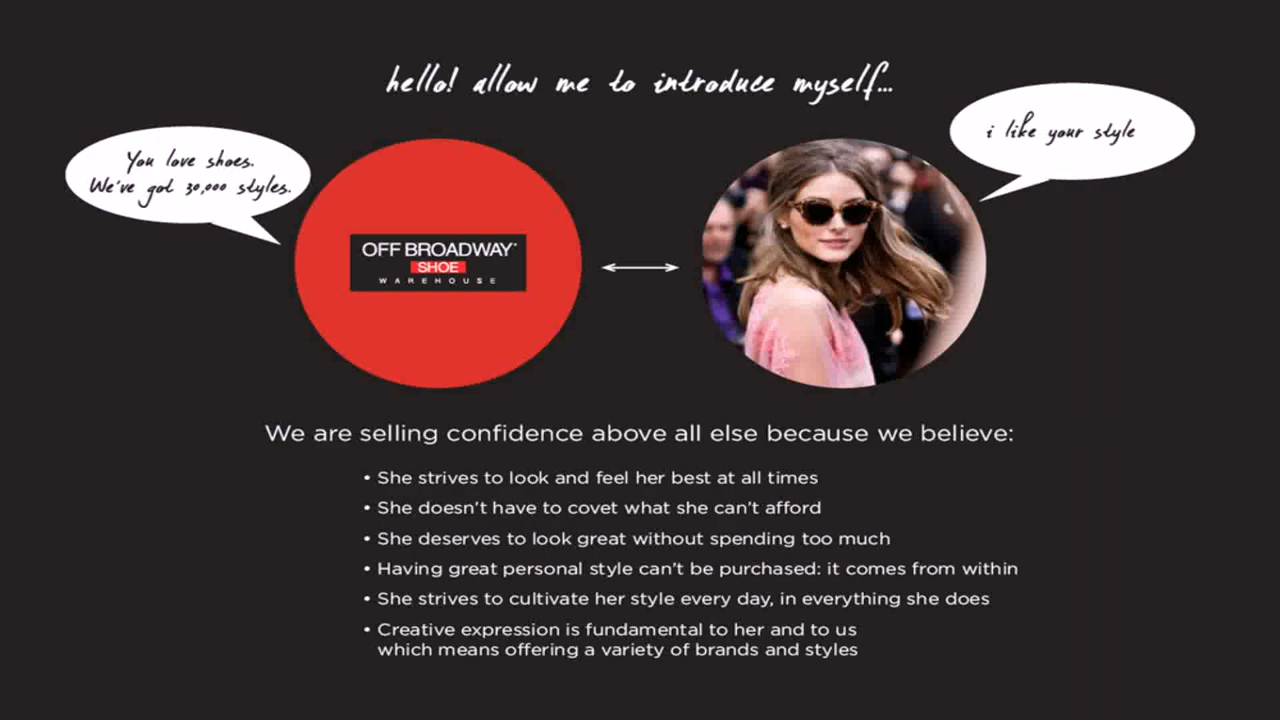 hello! allow me to introduce myself...
You love shoes.
We've got 30,000 styles.
i like your style
OFF BROADWAY
SHOE
WAREHOUSE
We are selling confidence above all else because we believe:
• She strives to look and feel her best at all times
• She doesn't have to covet what she can't afford
• She deserves to look great without spending too much
• Having great personal style can't be purchased: it comes from within
• She strives to cultivate her style every day, in everything she does
• Creative expression is fundamental to her and to us
which means offering a variety of brands and styles